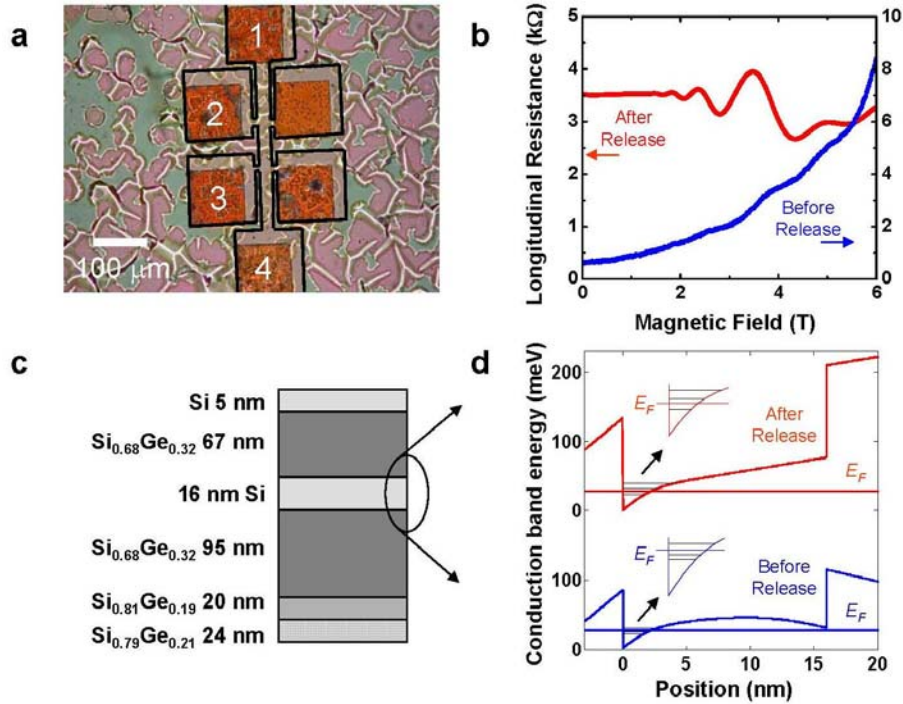 a
1
2
3
4
100 μm
b
Longitudinal Resistance (kΩ)
5
4
3
2
1
0
10
8
6
4
2
0
After
Release
Before
Release
0 2 4 6
Magnetic Field (T)
c
Si 5 nm
Si0.68Ge0.32 67 nm
16 nm Si
Si0.68Ge0.32 95 nm
Si0.81Ge0.19 20 nm
Si0.79Ge0.21 24 nm
d
Conduction band energy (meV)
200
100
0
100
0
EF
After
Release
EF
EF
Before
Release
EF
0 5 10 15 20
Position (nm)